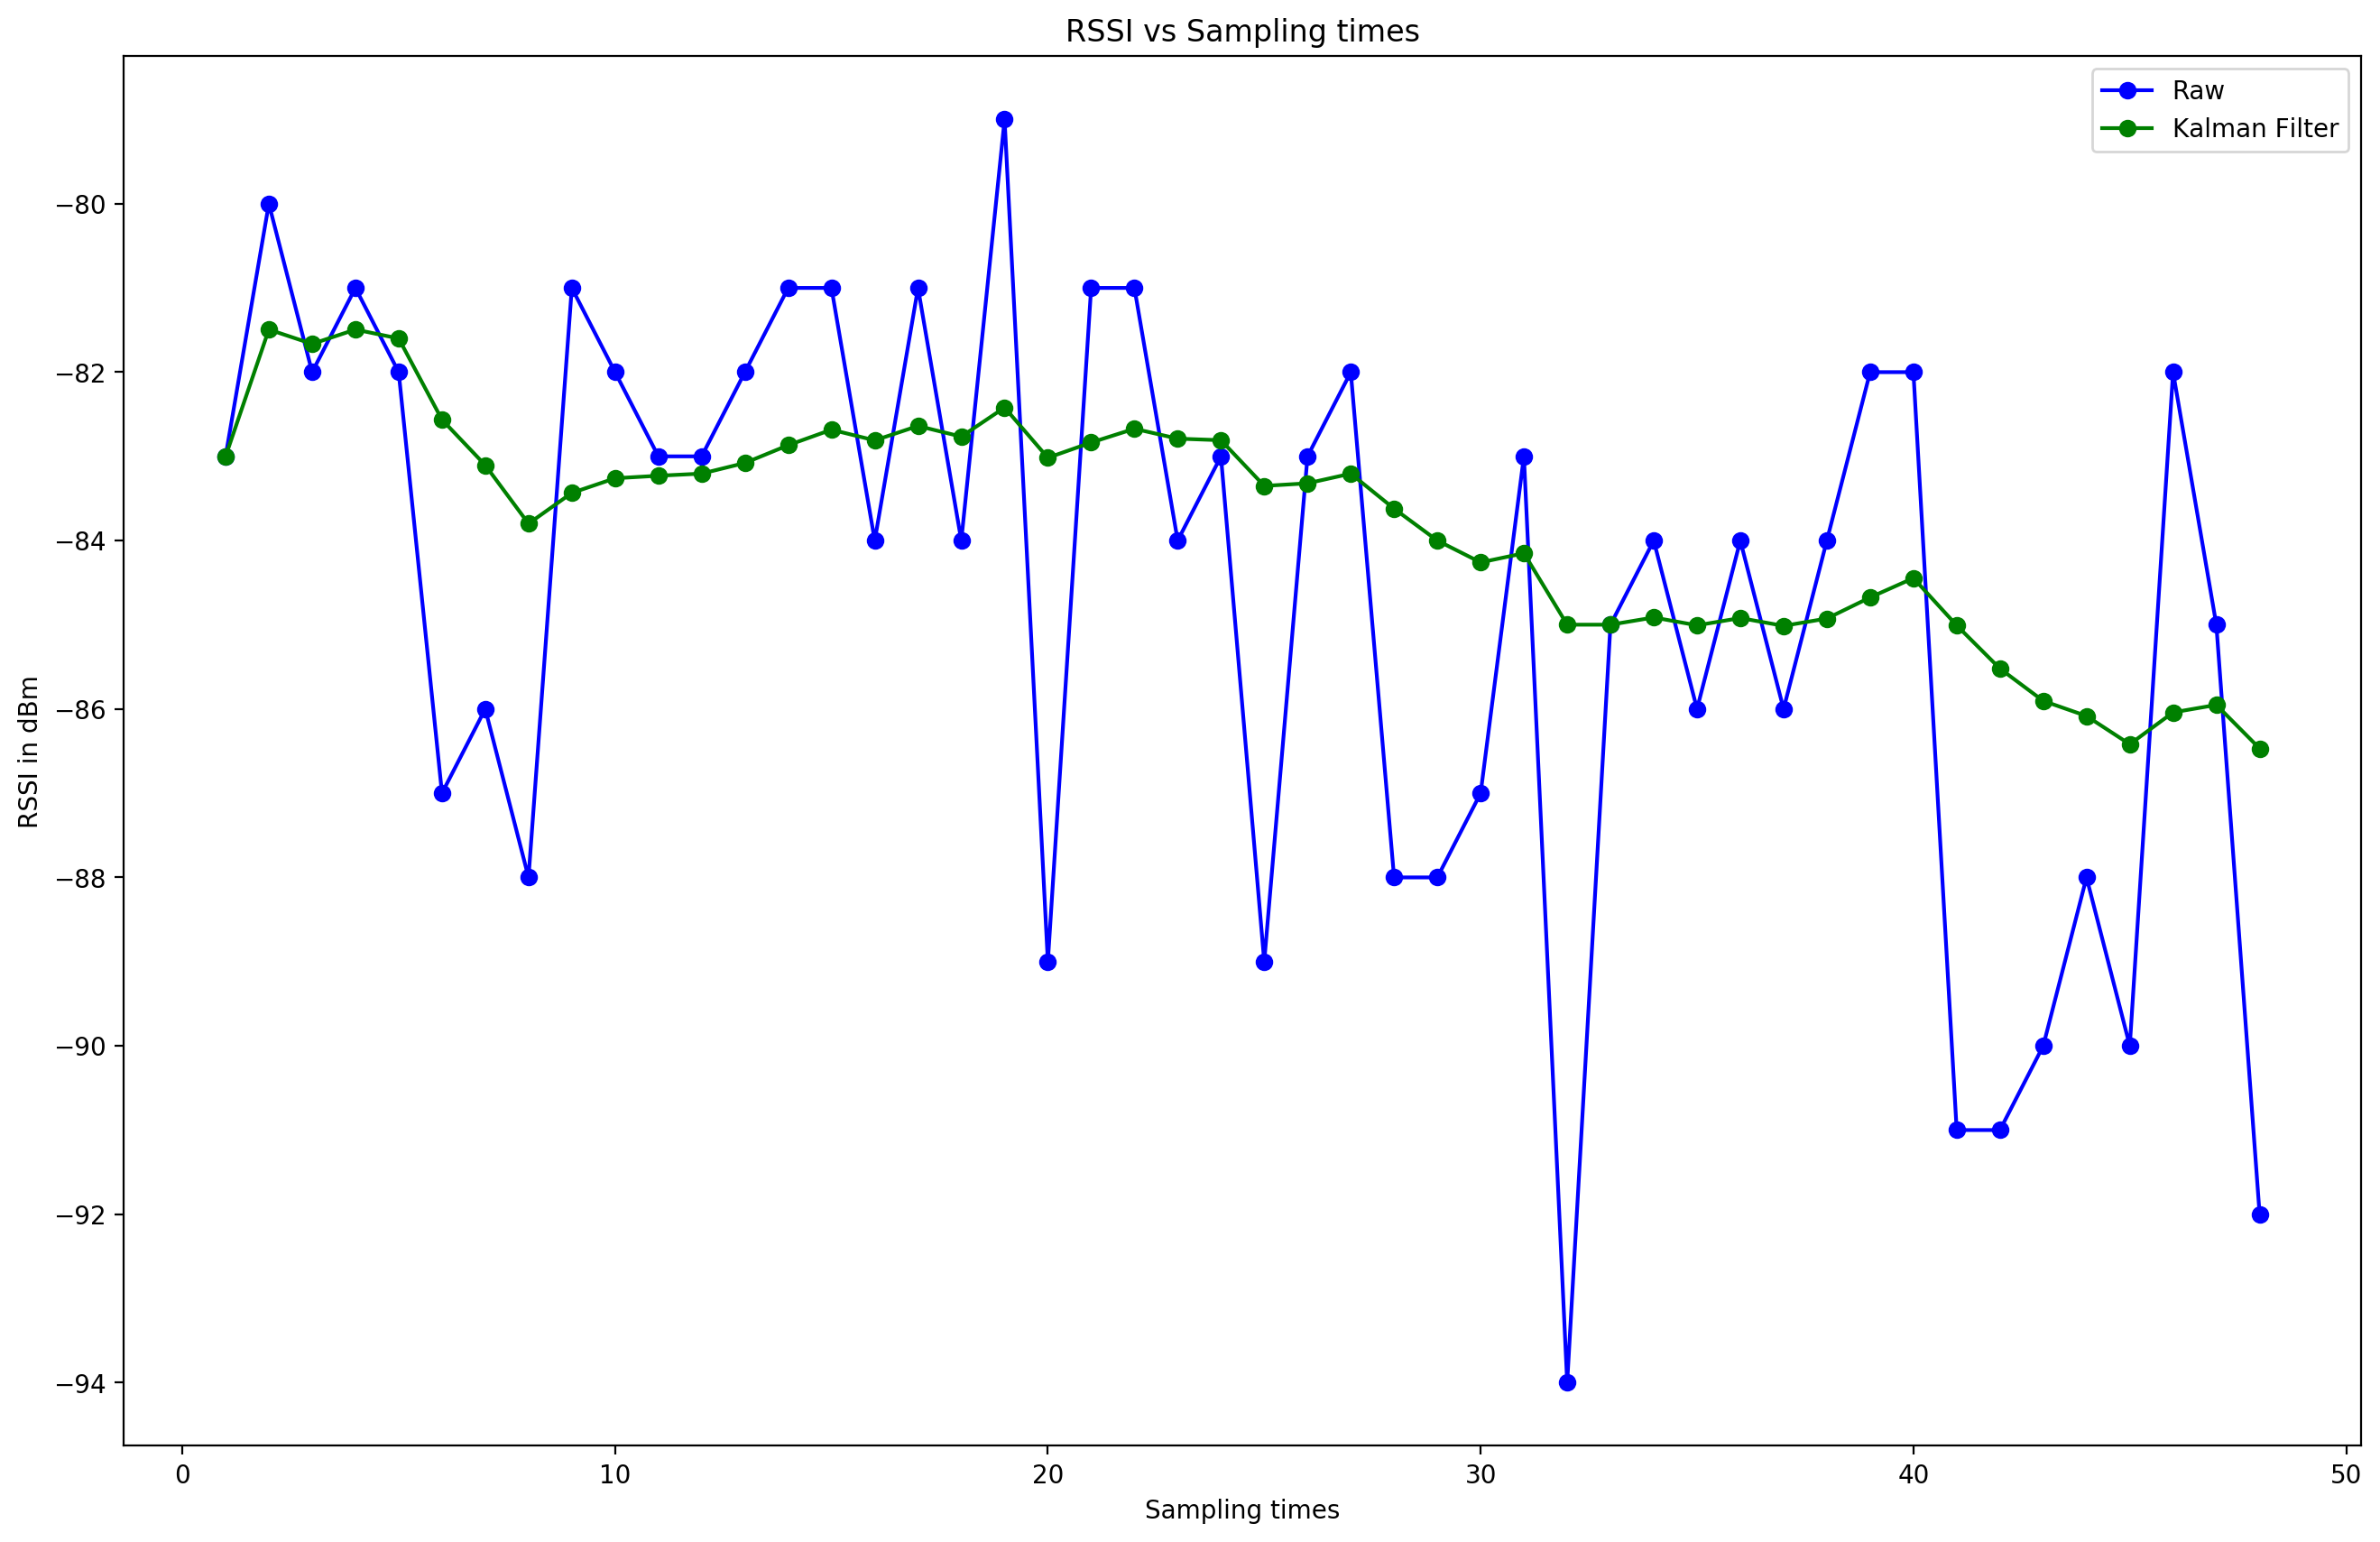 RSSI vs Sampling times
Raw
Kalman Filter
−80
−82
−84
−86
−88
−90
−92
−94
RSSI in dBm
0 10 20 30 40 50
Sampling times